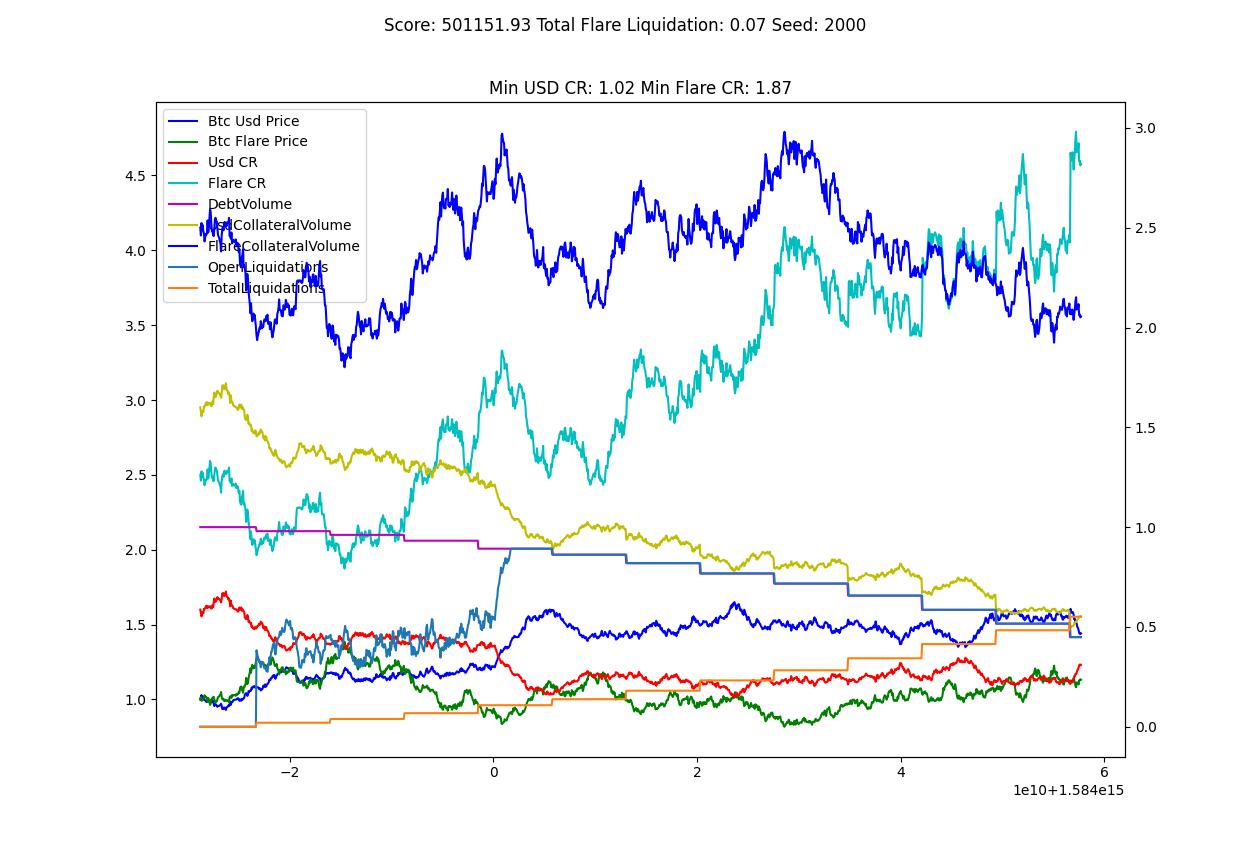 Score: 501151.93 Total Flare Liquidation: 0.07 Seed: 2000
Min USD CR: 1.02 Min Flare CR: 1.87
Btc Usd Price
Btc Flare Price
Usd CR
Flare CR
DebtVolume
UsdCollateralVolume
FlareCollateralVolume
OpenLiquidations
TotalLiquidations
4.5
4.0
3.5
3.0
2.5
2.0
1.5
1.0
3.0
2.5
2.0
1.5
1.0
0.5
0.0
−2 0 2 4 6
1e10+1.584e15